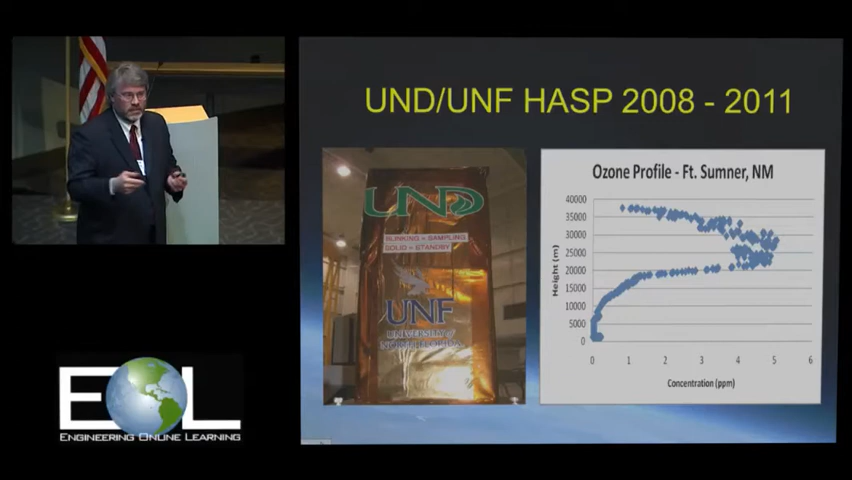 UND/UNF HASP 2008 - 2011
UND
BLINKING = SAMPLING
SOLID = STANDBY
UNF
UNIVERSITY of
NORTH FLORIDA
Ozone Profile - Ft. Sumner, NM
Height (m)
40000
35000
30000
25000
20000
15000
10000
5000
0
0 1 2 3 4 5 6
Concentration (ppm)
EOL
ENGINEERING ONLINE LEARNING